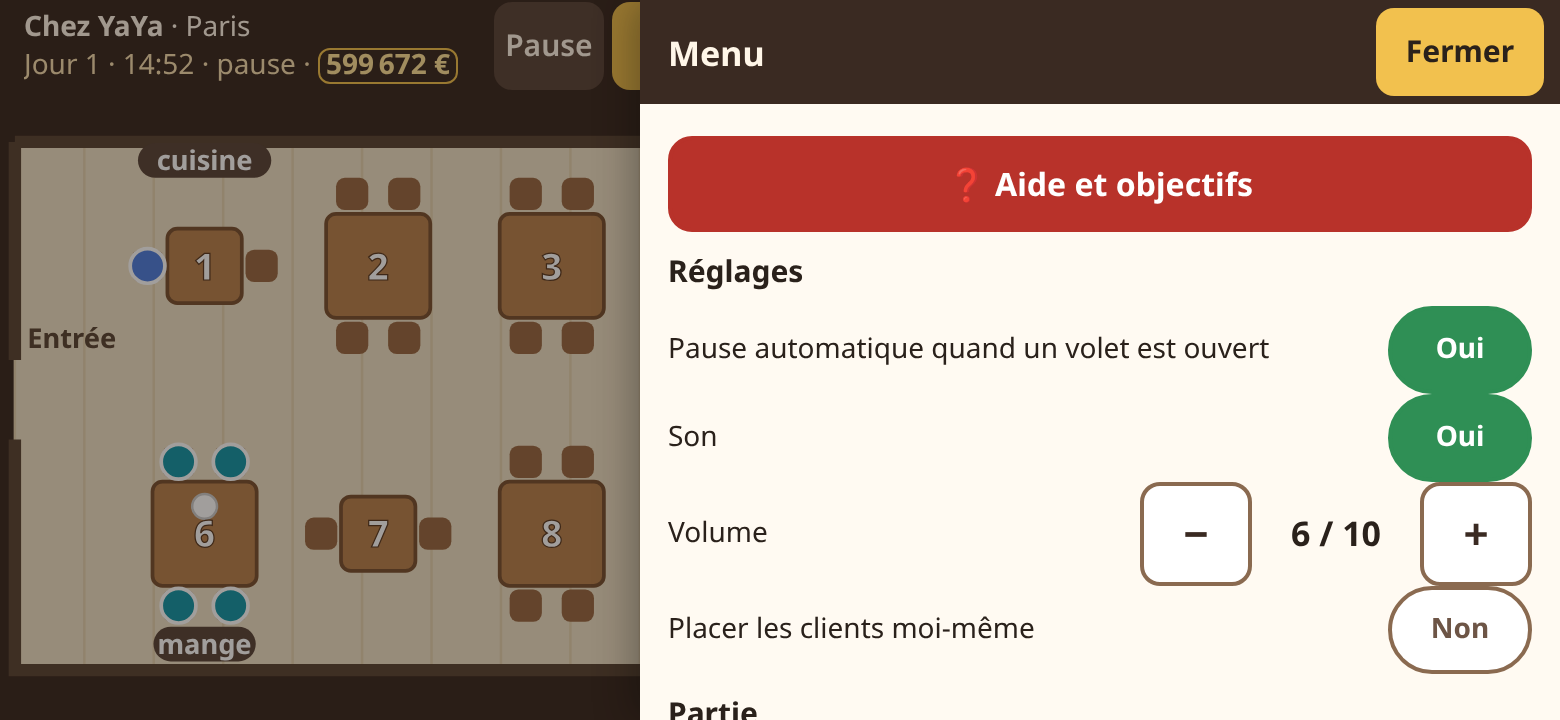 Chez YaYa · Paris
Jour 1 · 14:52 · pause · 599 672 €
Pause
cuisine
1
2
3
Entrée
6
7
8
mange
Menu
Fermer
❓ Aide et objectifs
Réglages
Pause automatique quand un volet est ouvert
Oui
Son
Oui
Volume
− 6 / 10 +
Placer les clients moi-même
Non
Partie